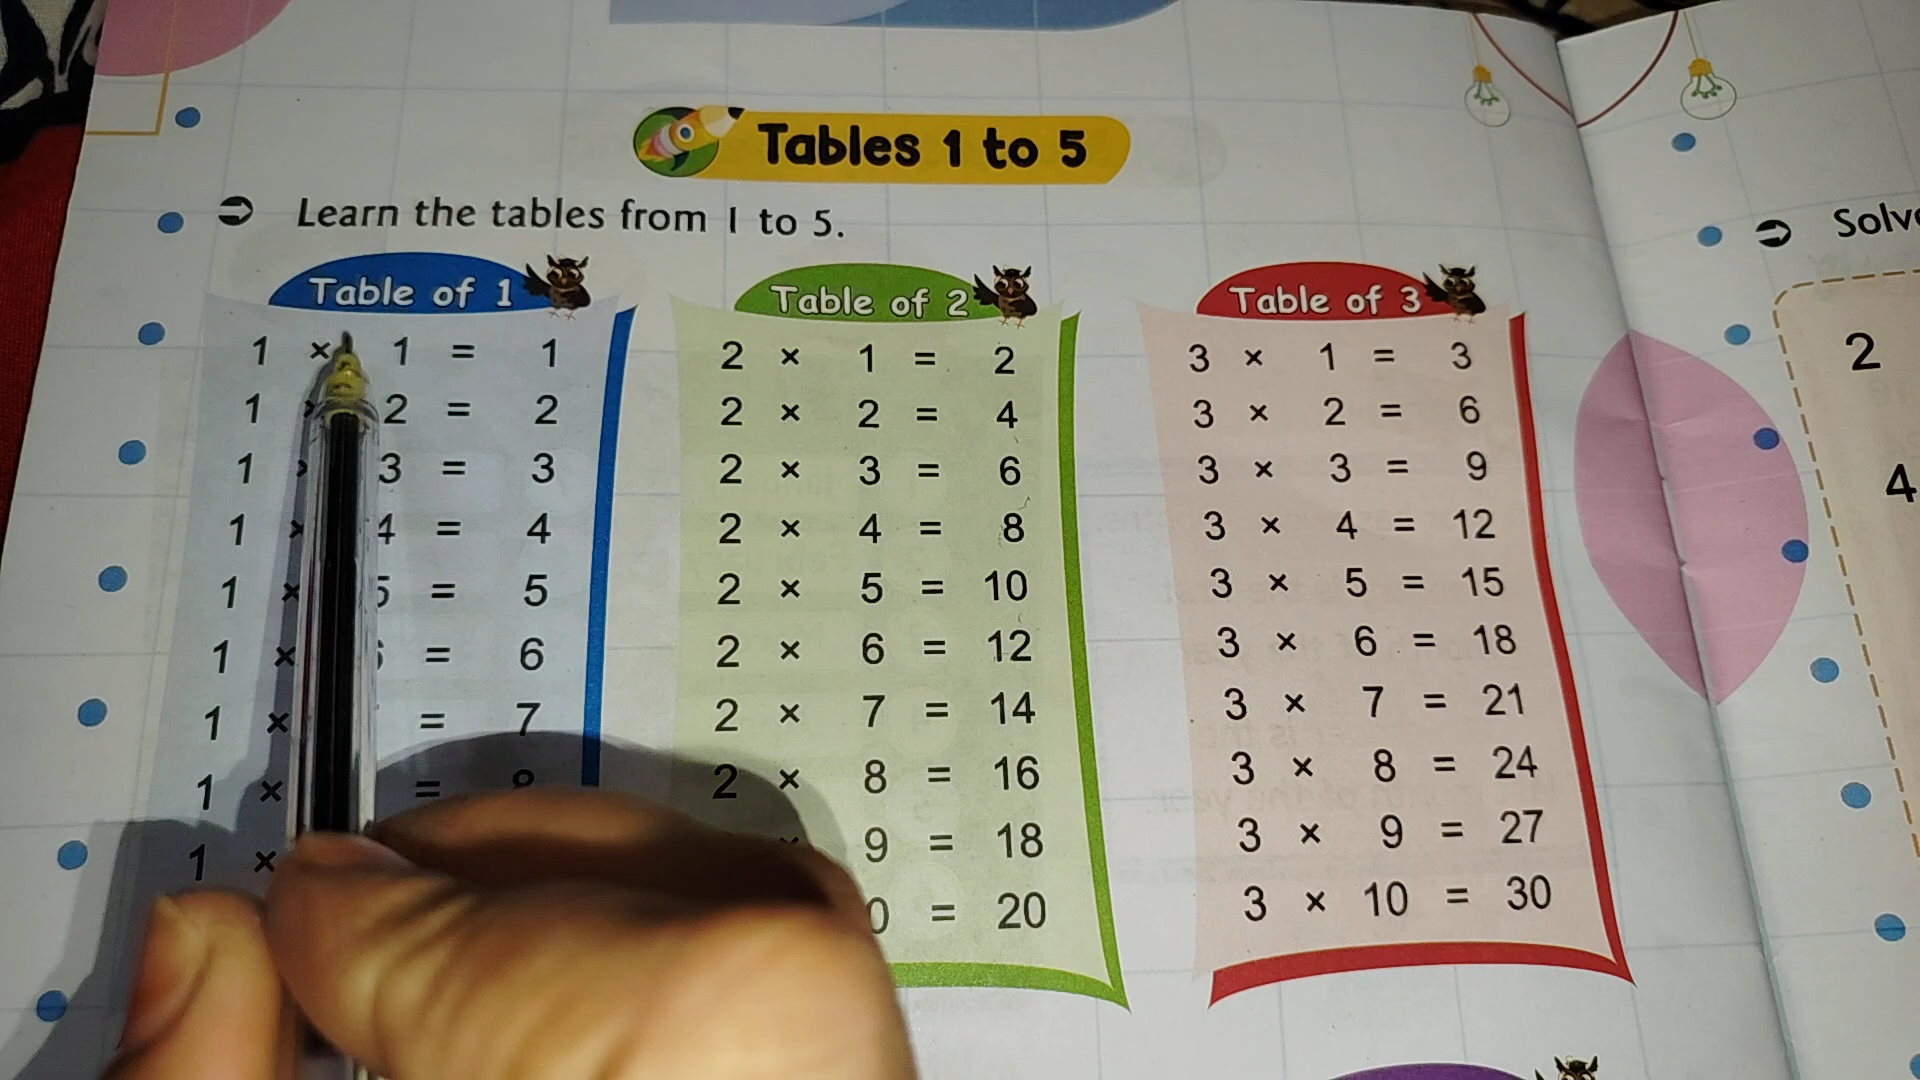 Tables 1 to 5
Learn the tables from 1 to 5.
Table of 1
1 × 1 = 1
1 × 2 = 2
1 × 3 = 3
1 × 4 = 4
1 × 5 = 5
1 × = 6
1 × = 7
1 × =
1 ×
Table of 2
2 × 1 = 2
2 × 2 = 4
2 × 3 = 6
2 × 4 = 8
2 × 5 = 10
2 × 6 = 12
2 × 7 = 14
2 × 8 = 16
9 = 18
= 20
Table of 3
3 × 1 = 3
3 × 2 = 6
3 × 3 = 9
3 × 4 = 12
3 × 5 = 15
3 × 6 = 18
3 × 7 = 21
3 × 8 = 24
3 × 9 = 27
3 × 10 = 30
2
4